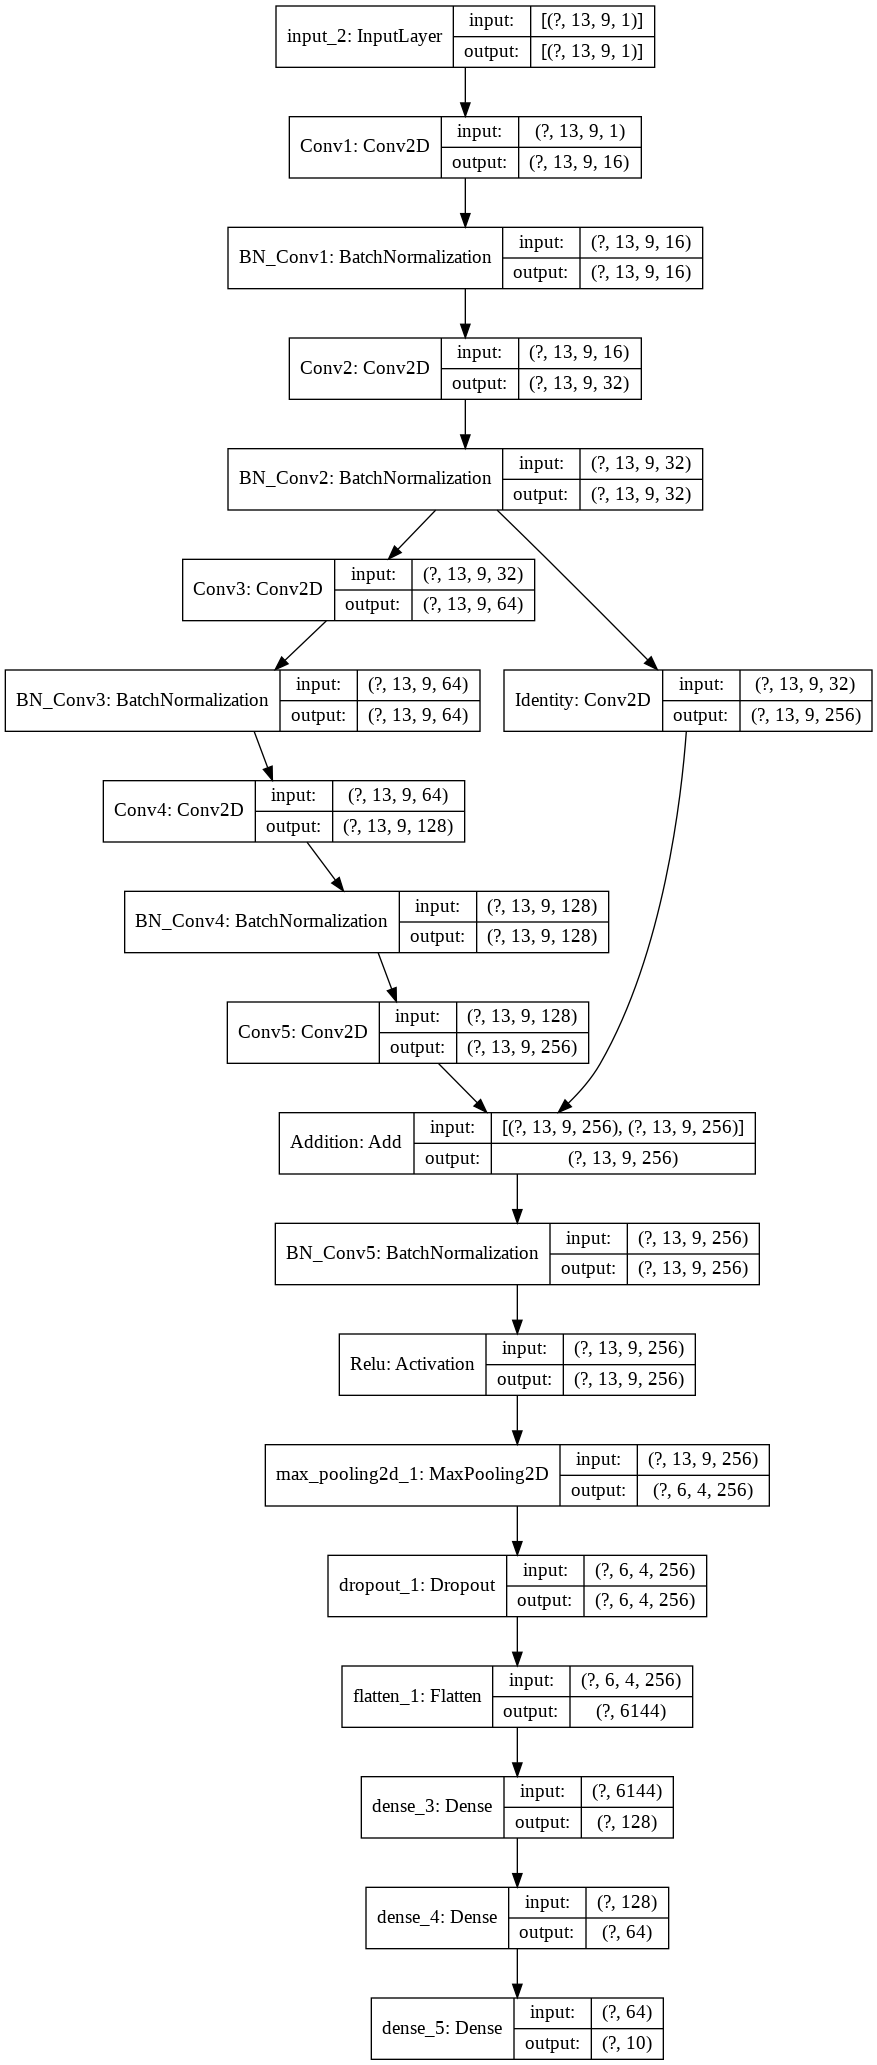 input_2: InputLayer
input: [(?, 13, 9, 1)]
output: [(?, 13, 9, 1)]
Conv1: Conv2D
input: (?, 13, 9, 1)
output: (?, 13, 9, 16)
BN_Conv1: BatchNormalization
input: (?, 13, 9, 16)
output: (?, 13, 9, 16)
Conv2: Conv2D
input: (?, 13, 9, 16)
output: (?, 13, 9, 32)
BN_Conv2: BatchNormalization
input: (?, 13, 9, 32)
output: (?, 13, 9, 32)
Conv3: Conv2D
input: (?, 13, 9, 32)
output: (?, 13, 9, 64)
BN_Conv3: BatchNormalization
input: (?, 13, 9, 64)
output: (?, 13, 9, 64)
Identity: Conv2D
input: (?, 13, 9, 32)
output: (?, 13, 9, 256)
Conv4: Conv2D
input: (?, 13, 9, 64)
output: (?, 13, 9, 128)
BN_Conv4: BatchNormalization
input: (?, 13, 9, 128)
output: (?, 13, 9, 128)
Conv5: Conv2D
input: (?, 13, 9, 128)
output: (?, 13, 9, 256)
Addition: Add
input: [(?, 13, 9, 256), (?, 13, 9, 256)]
output: (?, 13, 9, 256)
BN_Conv5: BatchNormalization
input: (?, 13, 9, 256)
output: (?, 13, 9, 256)
Relu: Activation
input: (?, 13, 9, 256)
output: (?, 13, 9, 256)
max_pooling2d_1: MaxPooling2D
input: (?, 13, 9, 256)
output: (?, 6, 4, 256)
dropout_1: Dropout
input: (?, 6, 4, 256)
output: (?, 6, 4, 256)
flatten_1: Flatten
input: (?, 6, 4, 256)
output: (?, 6144)
dense_3: Dense
input: (?, 6144)
output: (?, 128)
dense_4: Dense
input: (?, 128)
output: (?, 64)
dense_5: Dense
input: (?, 64)
output: (?, 10)